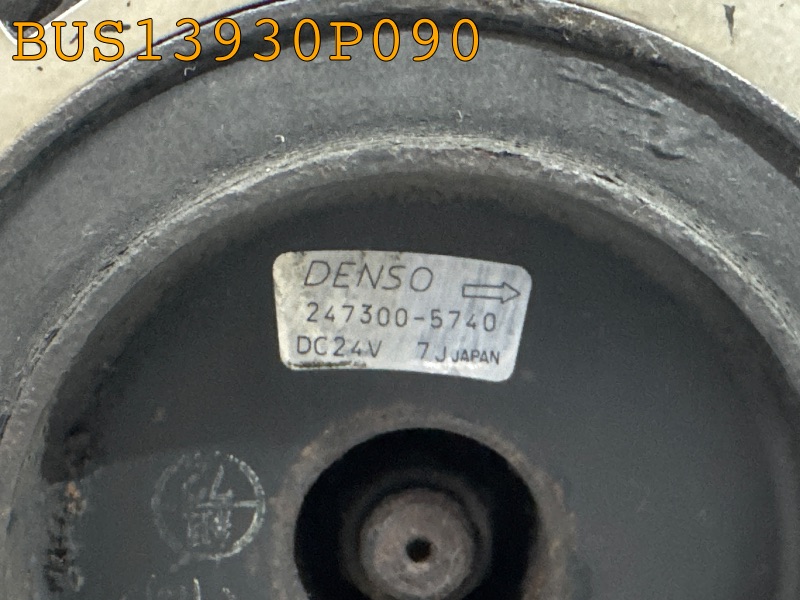 BUS13930P090
DENSO
247300-5740
DC24V 7J JAPAN